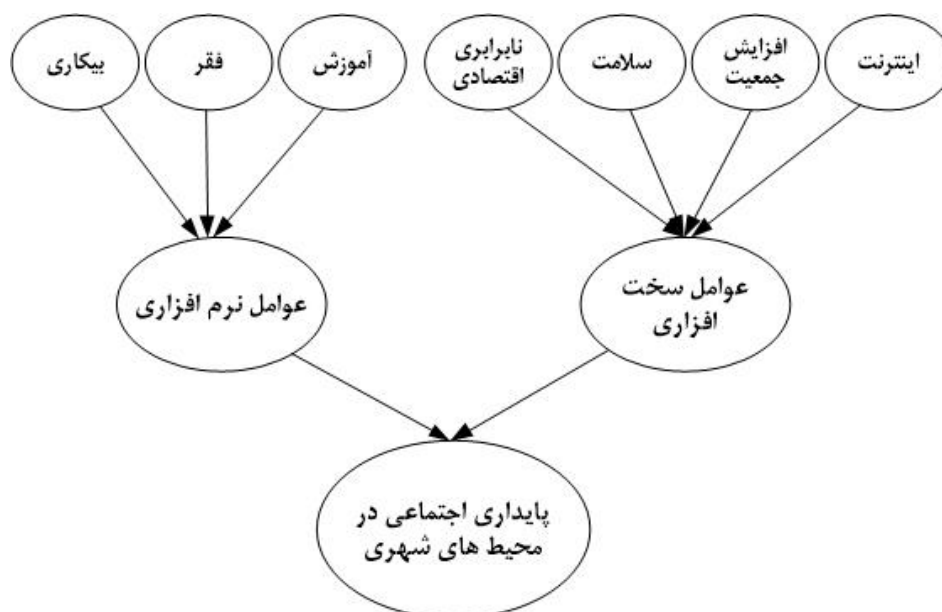 اینترنت
افزایش
جمعیت
سلامت
نابرابری
اقتصادی
آموزش
فقر
بیکاری
عوامل سخت
افزاری
عوامل نرم افزاری
پایداری اجتماعی در
محیط های شهری